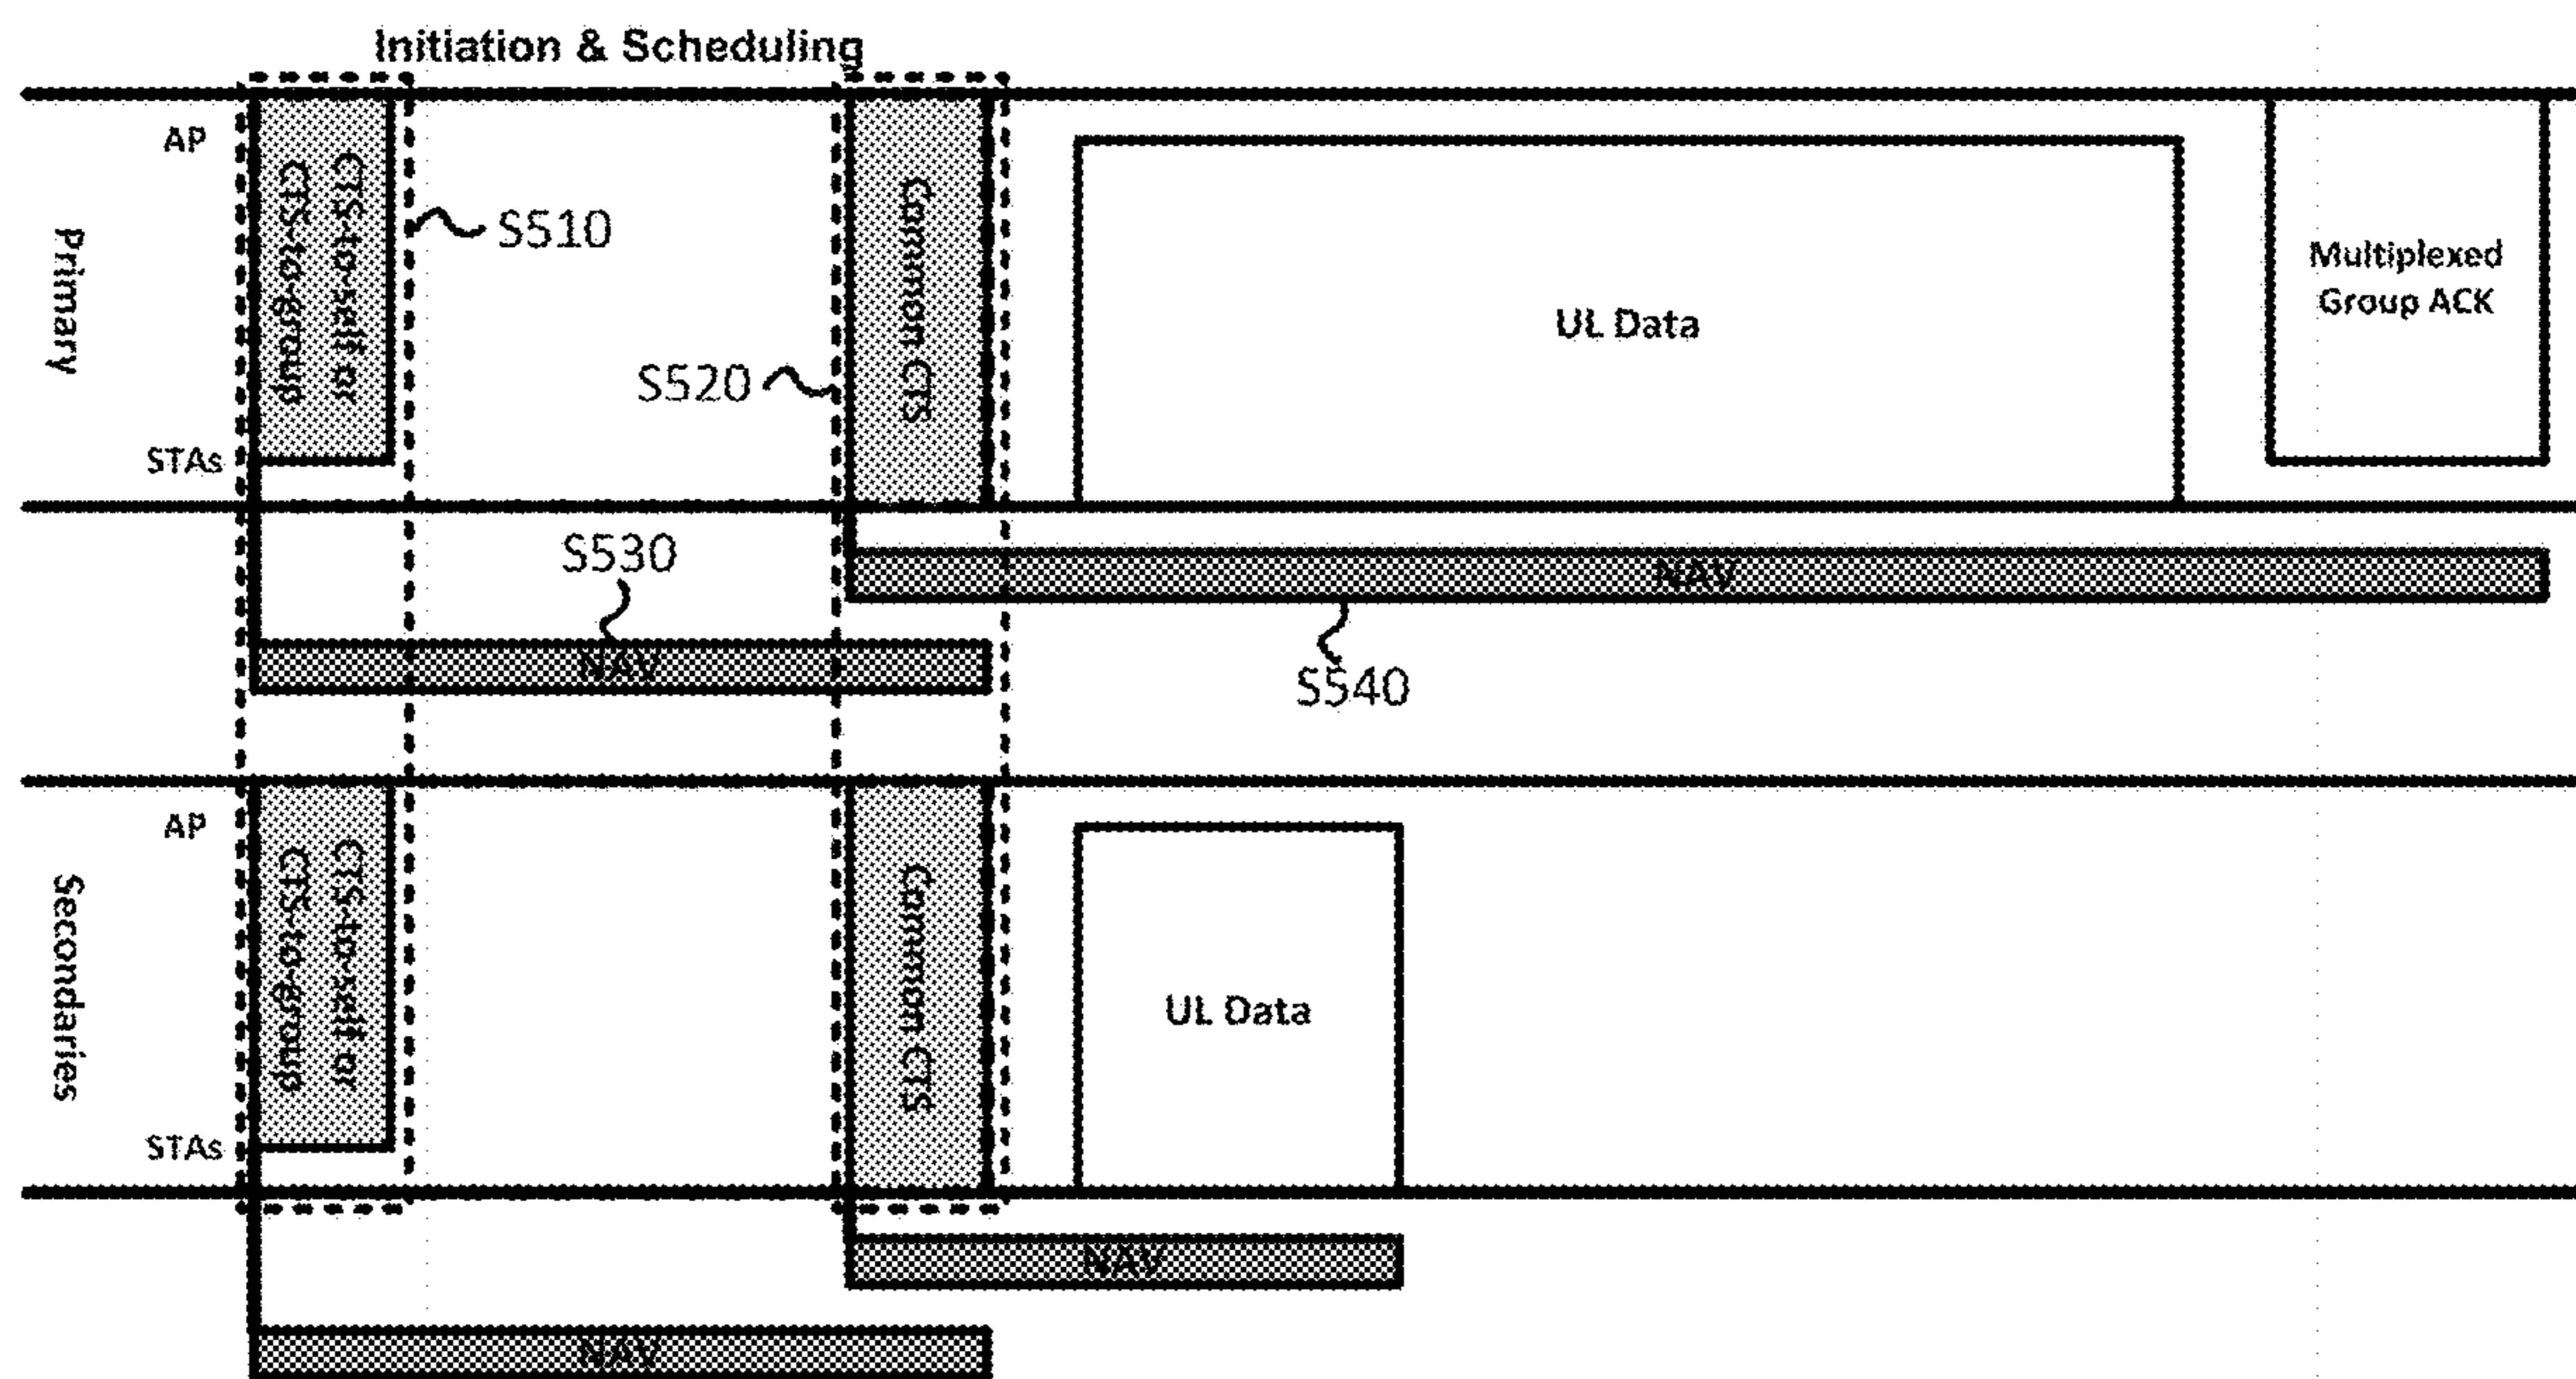 Initiation & Scheduling
Primary
AP
STAs
CTS-to-self or
CTS-to-group
S510
S520
Common CTS
UL Data
Multiplexed
Group ACK
S530
NAV
NAV
S540
Secondaries
AP
STAs
CTS-to-self or
CTS-to-group
Common CTS
UL Data
NAV
NAV